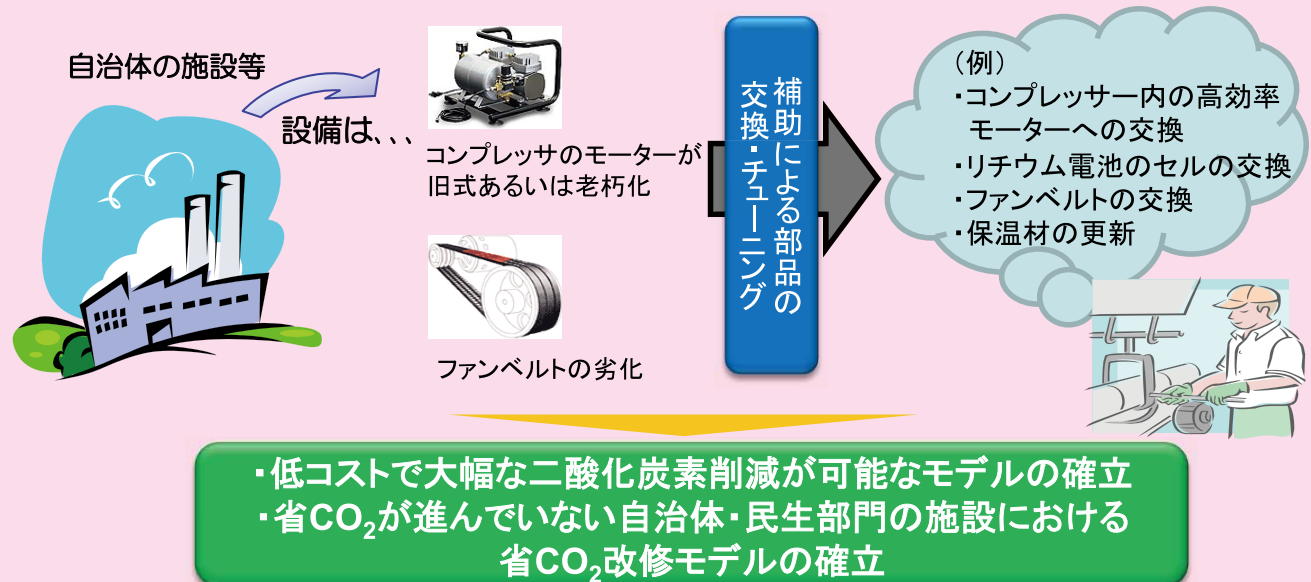 自治体の施設等
設備は、、、
コンプレッサのモーターが
旧式あるいは老朽化
ファンベルトの劣化
補助による部品の
交換・チューニング
（例）
・コンプレッサー内の高効率
モーターへの交換
・リチウム電池のセルの交換
・ファンベルトの交換
・保温材の更新
・低コストで大幅な二酸化炭素削減が可能なモデルの確立
・省CO₂が進んでいない自治体・民生部門の施設における
省CO₂改修モデルの確立